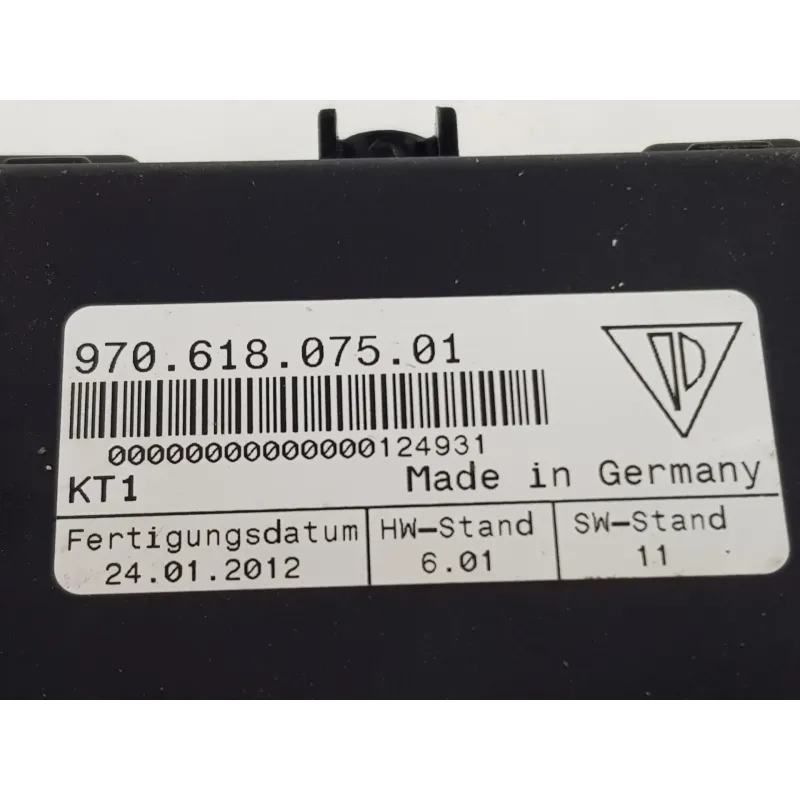 970.618.075.01
000000000000000124931
KT1 Made in Germany
Fertigungsdatum HW-Stand SW-Stand
24.01.2012 6.01 11